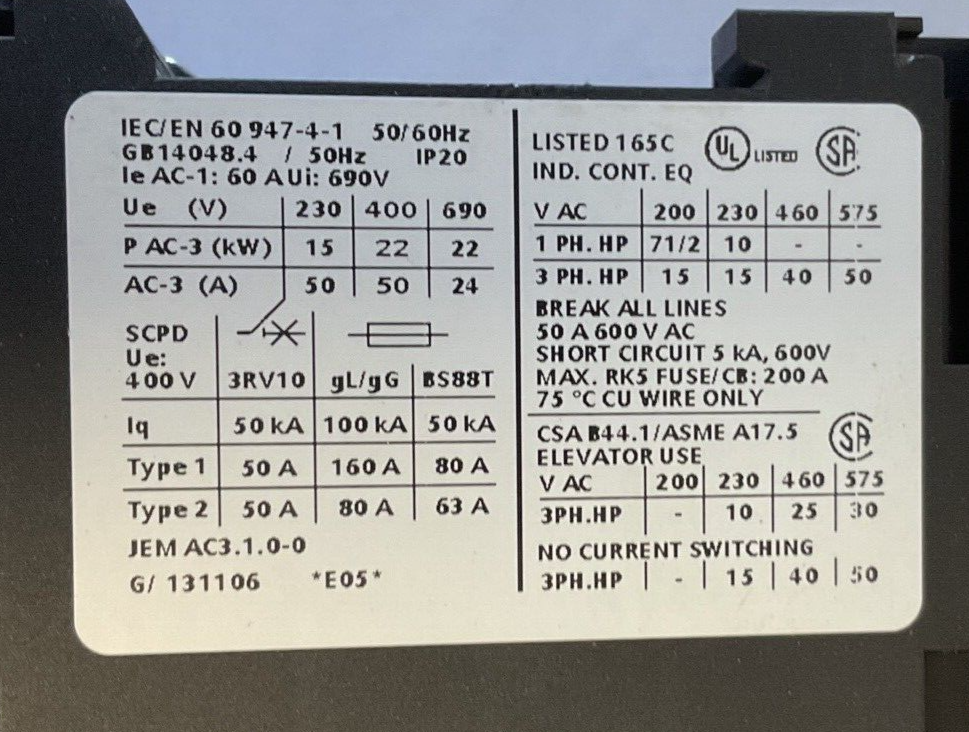 IEC/EN 60 947-4-1 50/60Hz
GB14048.4 / 50Hz IP20
Ie AC-1: 60 A Ui: 690V
Ue (V) 230 400 690
P AC-3 (kW) 15 22 22
AC-3 (A) 50 50 24
SCPD
Ue:
400 V 3RV10 gL/gG BS88T
Iq 50 kA 100 kA 50 kA
Type 1 50 A 160 A 80 A
Type 2 50 A 80 A 63 A
JEM AC3.1.0-0
G/ 131106 *E05*
LISTED 165C UL LISTED SA
IND. CONT. EQ
V AC 200 230 460 575
1 PH. HP 71/2 10 - -
3 PH. HP 15 15 40 50
BREAK ALL LINES
50 A 600 V AC
SHORT CIRCUIT 5 kA, 600V
MAX. RK5 FUSE/CB: 200 A
75 °C CU WIRE ONLY
CSA B44.1/ASME A17.5 SA
ELEVATOR USE
V AC 200 230 460 575
3PH.HP - 10 25 30
NO CURRENT SWITCHING
3PH.HP - 15 40 50